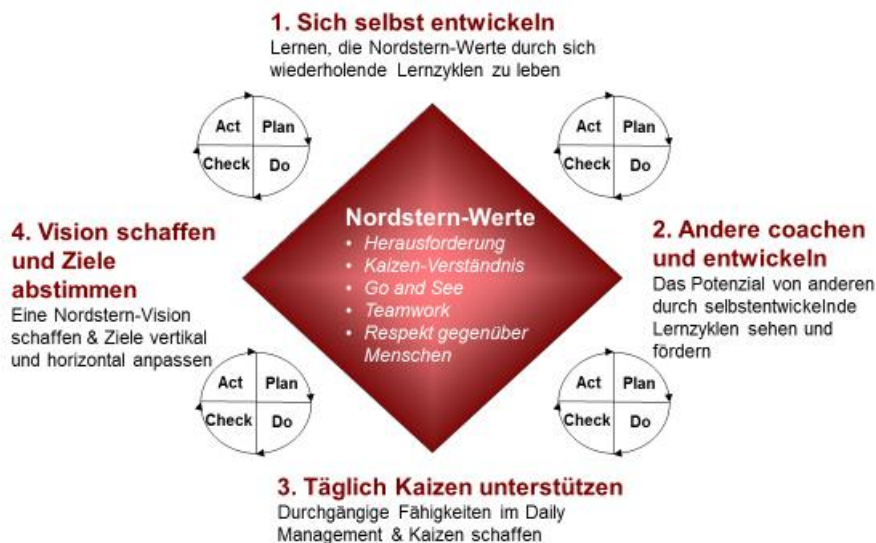 1. Sich selbst entwickeln
Lernen, die Nordstern-Werte durch sich
wiederholende Lernzyklen zu leben
Act Plan
Check Do
Act Plan
Check Do
Nordstern-Werte
• Herausforderung
• Kaizen-Verständnis
• Go and See
• Teamwork
• Respekt gegenüber
Menschen
2. Andere coachen
und entwickeln
Das Potenzial von anderen
durch selbstentwickelnde
Lernzyklen sehen und
fördern
Act Plan
Check Do
3. Täglich Kaizen unterstützen
Durchgängige Fähigkeiten im Daily
Management & Kaizen schaffen
Act Plan
Check Do
4. Vision schaffen
und Ziele
abstimmen
Eine Nordstern-Vision
schaffen & Ziele vertikal
und horizontal anpassen